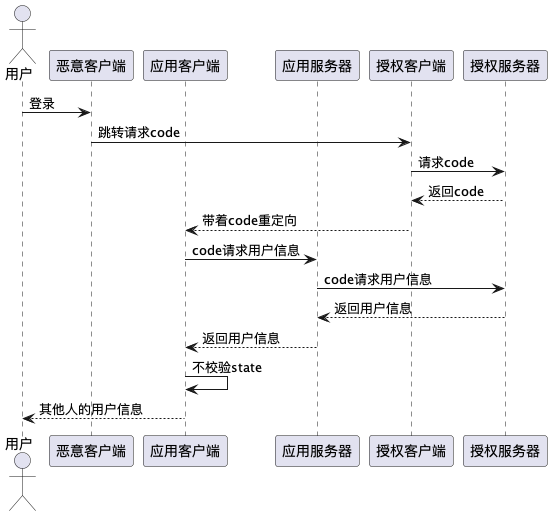 用户
恶意客户端
应用客户端
应用服务器
授权客户端
授权服务器
登录
跳转请求code
请求code
返回code
带着code重定向
code请求用户信息
code请求用户信息
返回用户信息
返回用户信息
不校验state
其他人的用户信息
用户
恶意客户端
应用客户端
应用服务器
授权客户端
授权服务器